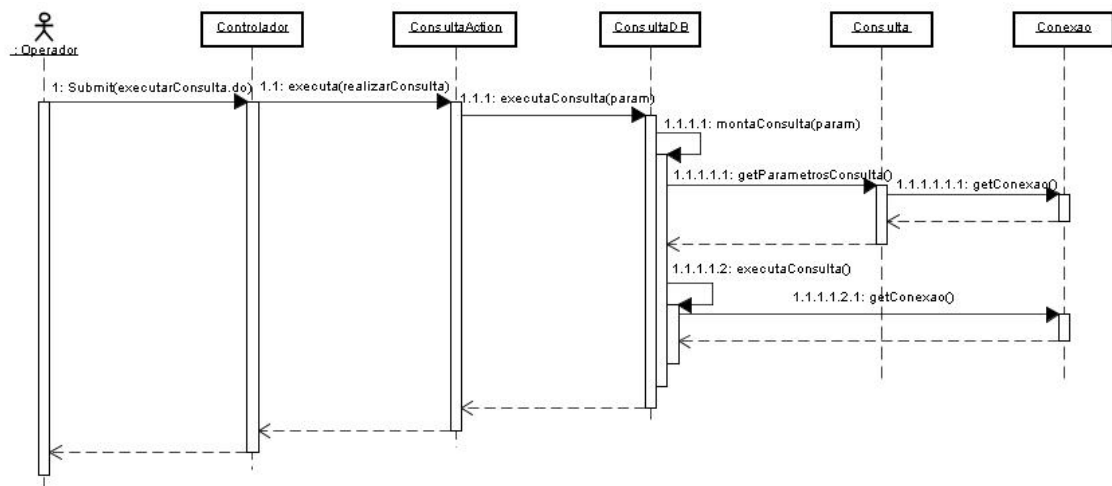 Controlador
ConsultaAction
ConsultaDB
Consulta
Conexao
: Operador
1: Submit(executarConsulta.do)
1.1: executa(realizarConsulta)
1.1.1: executaConsulta(param)
1.1.1.1: montaConsulta(param)
1.1.1.1.1: getParametrosConsulta()
1.1.1.1.1.1: getConexao()
1.1.1.1.2: executaConsulta()
1.1.1.1.2.1: getConexao()